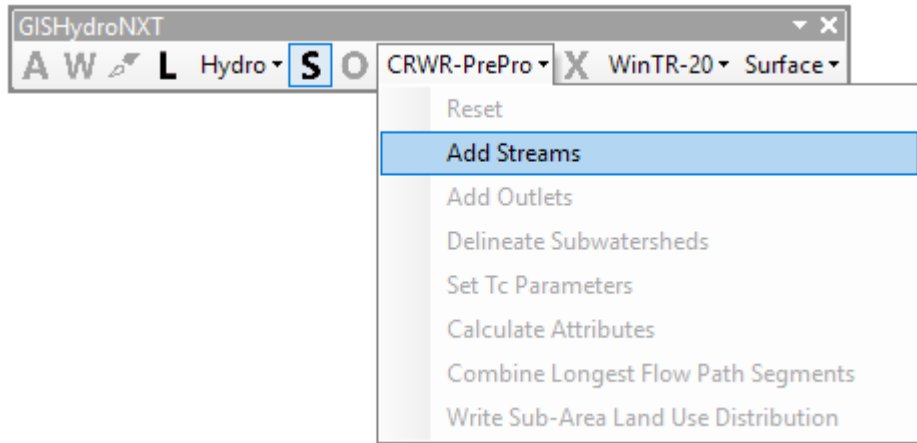 GISHydroNXT
A W L Hydro S O CRWR-PrePro X WinTR-20 Surface
Reset
Add Streams
Add Outlets
Delineate Subwatersheds
Set Tc Parameters
Calculate Attributes
Combine Longest Flow Path Segments
Write Sub-Area Land Use Distribution